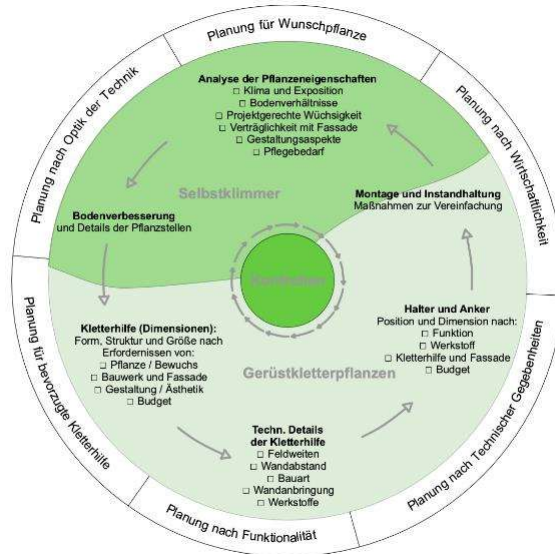 Planung für Wunschpflanze
Planung nach Optik der Technik
Planung nach Wirtschaftlichkeit
Analyse der Pflanzeneigenschaften
□ Klima und Exposition
□ Bodenverhältnisse
□ Projektgerechte Wüchsigkeit
□ Verträglichkeit mit Fassade
□ Gestaltungsaspekte
□ Pflegebedarf
Selbstklimmer
Montage und Instandhaltung
Maßnahmen zur Vereinfachung
Bodenverbesserung
und Details der Pflanzstellen
Kletterhilfe (Dimensionen):
Form, Struktur und Größe nach
Erfordernissen von:
□ Pflanze / Bewuchs
□ Bauwerk und Fassade
□ Gestaltung / Ästhetik
□ Budget
Halter und Anker
Position und Dimension nach:
□ Funktion
□ Werkstoff
□ Kletterhilfe und Fassade
□ Budget
Gerüstkletterpflanzen
Techn. Details
der Kletterhilfe
□ Feldweiten
□ Wandabstand
□ Bauart
□ Wandanbringung
□ Werkstoffe
Planung für bevorzugte Kletterhilfe
Planung nach Funktionalität
Planung nach Technischer Gegebenheiten